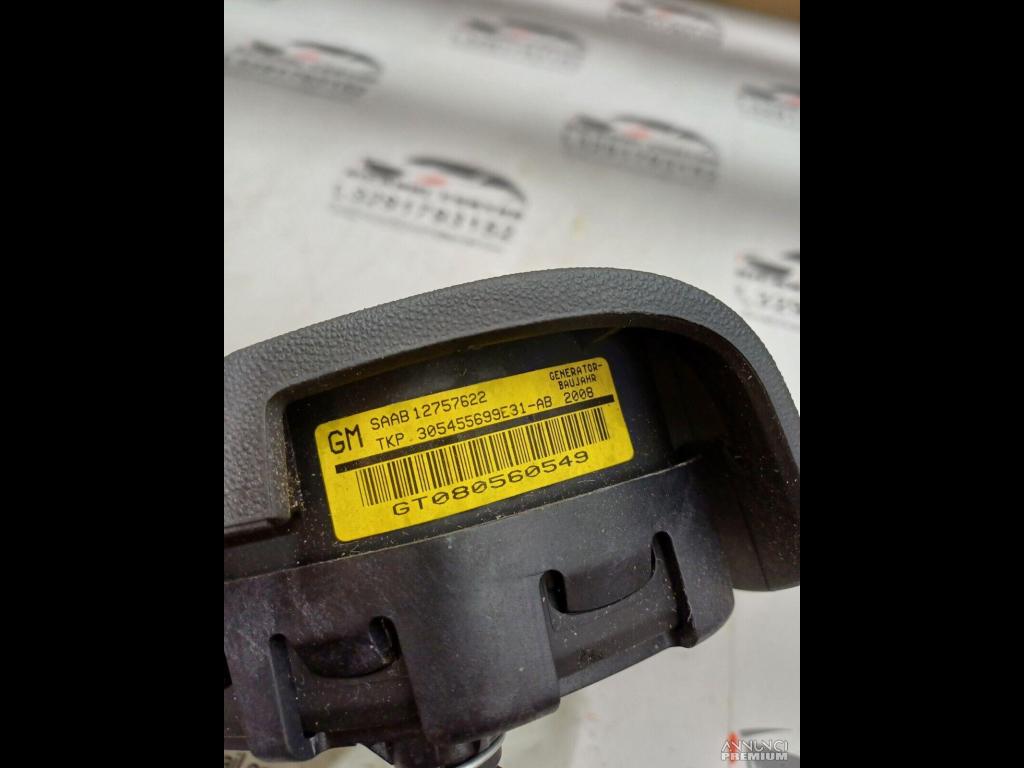 GM SAAB 12757622
TKP 305455699E31-AB
GENERATOR-
BAUJAHR
2008
GT080560549
ANNUNCI
PREMIUM